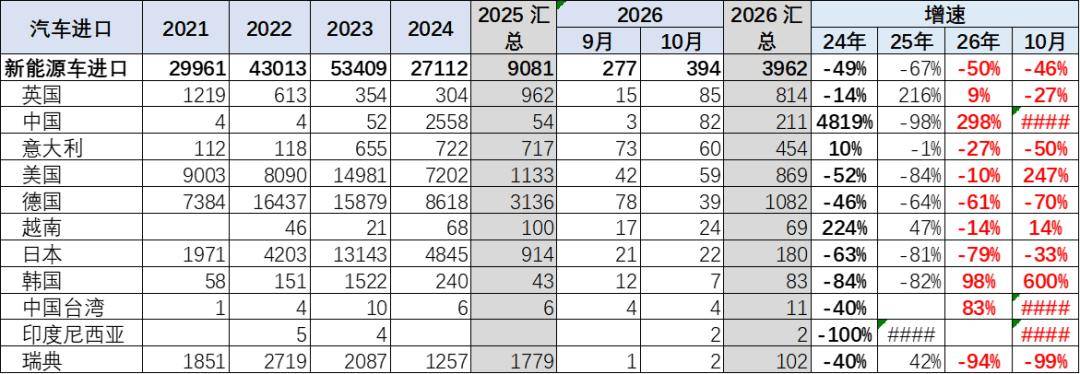 汽车进口 2021 2022 2023 2024 2025 汇总 2026 2026 汇总 增速
9月 10月 24年 25年 26年 10月
新能源车进口 29961 43013 53409 27112 9081 277 394 3962 -49% -67% -50% -46%
英国 1219 613 354 304 962 15 85 814 -14% 216% 9% -27%
中国 4 4 52 2558 54 3 82 211 4819% -98% 298% ####
意大利 112 118 655 722 717 73 60 454 10% -1% -27% -50%
美国 9003 8090 14981 7202 1133 42 59 869 -52% -84% -10% 247%
德国 7384 16437 15879 8618 3136 78 39 1082 -46% -64% -61% -70%
越南 46 21 68 100 17 24 69 224% 47% -14% 14%
日本 1971 4203 13143 4845 914 21 22 180 -63% -81% -79% -33%
韩国 58 151 1522 240 43 12 7 83 -84% -82% 98% 600%
中国台湾 1 4 10 6 6 4 4 11 -40% 83% ####
印度尼西亚 5 4 2 2 -100% #### ####
瑞典 1851 2719 2087 1257 1779 1 2 102 -40% 42% -94% -99%